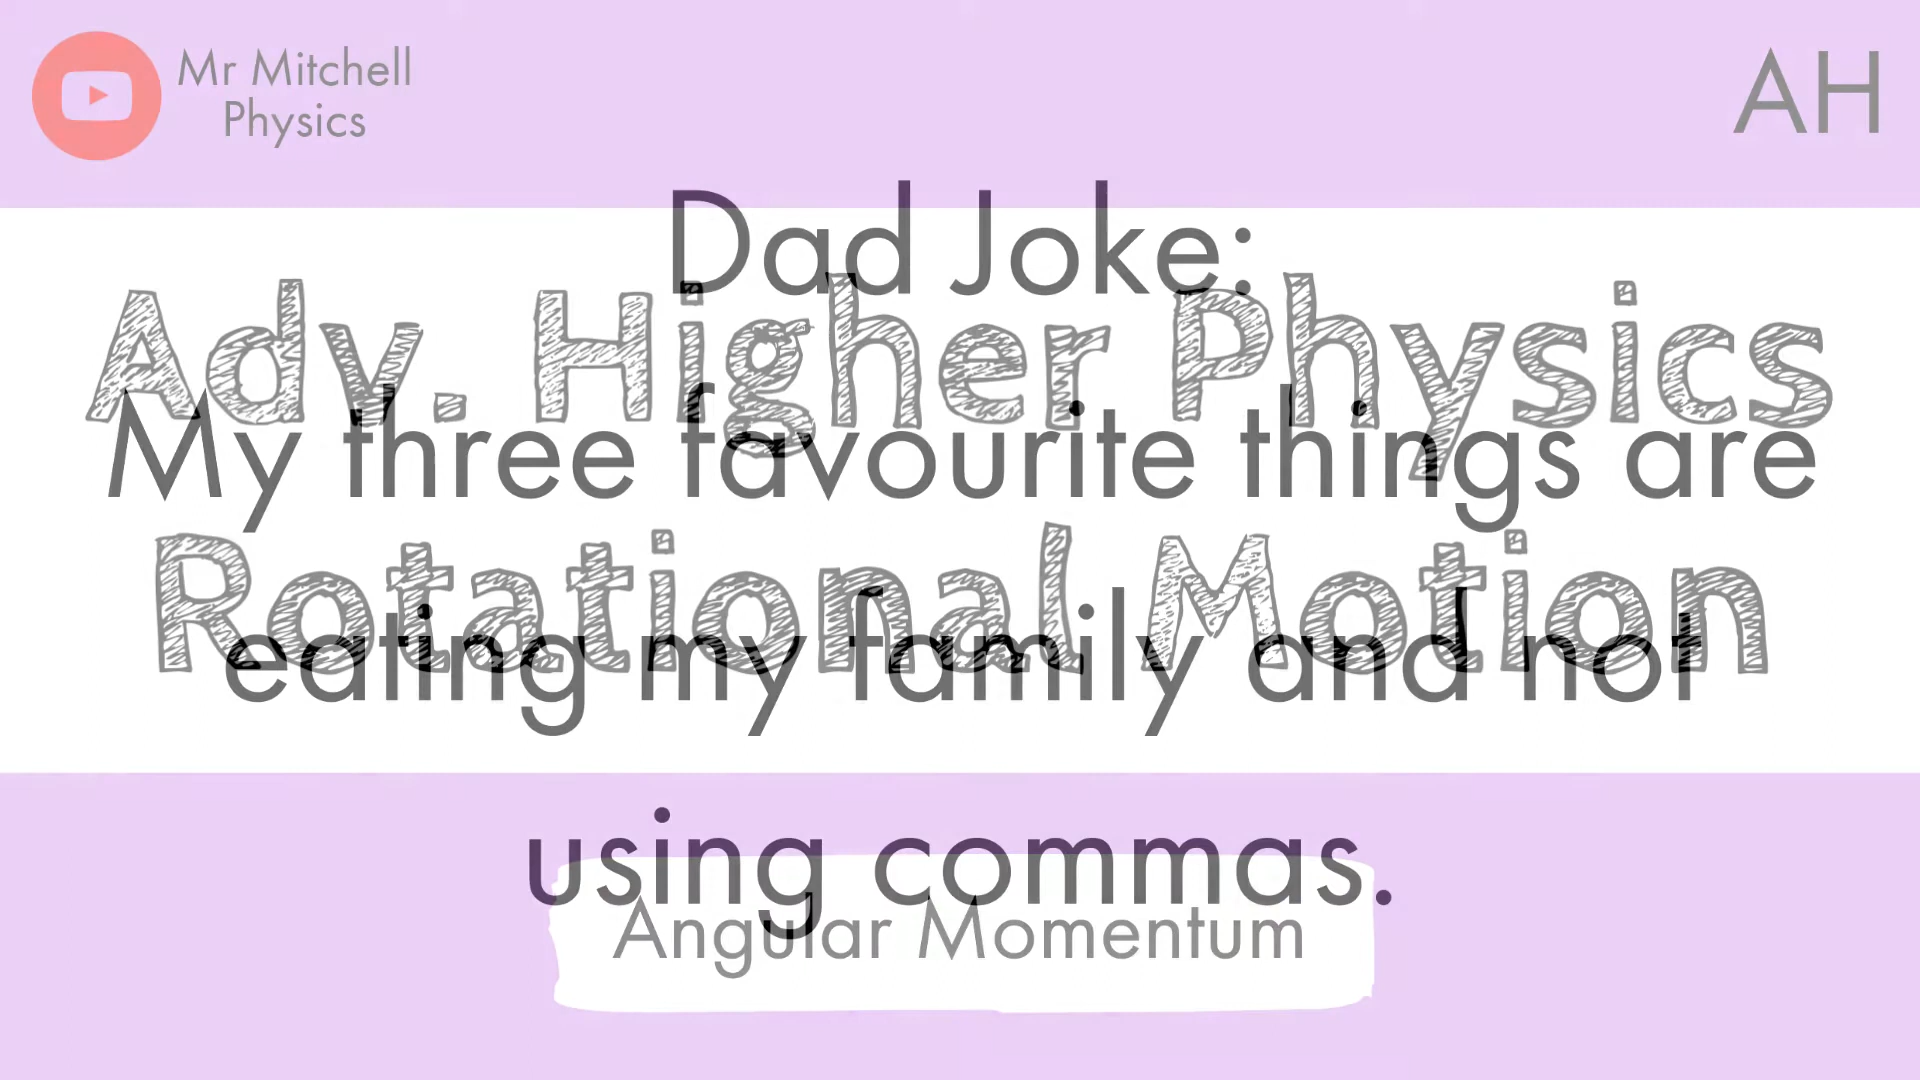 Mr Mitchell
Physics
AH
Dad Joke:
Adv. Higher Physics
My three favourite things are
Rotational Motion
eating my family and not
using commas.
Angular Momentum